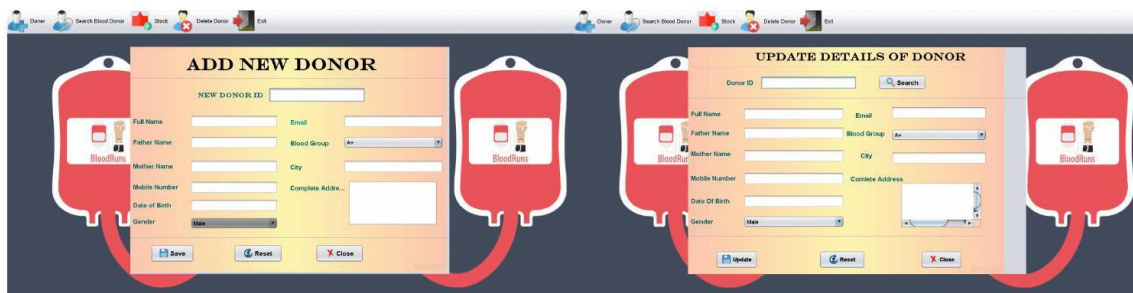 Donor Search Blood Donor Stock Delete Donor Exit
ADD NEW DONOR
NEW DONOR ID
Full Name Email
Father Name Blood Group A+
Mother Name City
Mobile Number Complete Addre...
Date of Birth
Gender Male
Save Reset Close
BloodRuns
BloodRuns
Donor Search Blood Donor Stock Delete Donor Exit
UPDATE DETAILS OF DONOR
Donor ID Search
Full Name Email
Father Name Blood Group A+
Mother Name City
Mobile Number Comlete Address
Date Of Birth
Gender Male
Update Reset Close
BloodRuns
BloodRuns